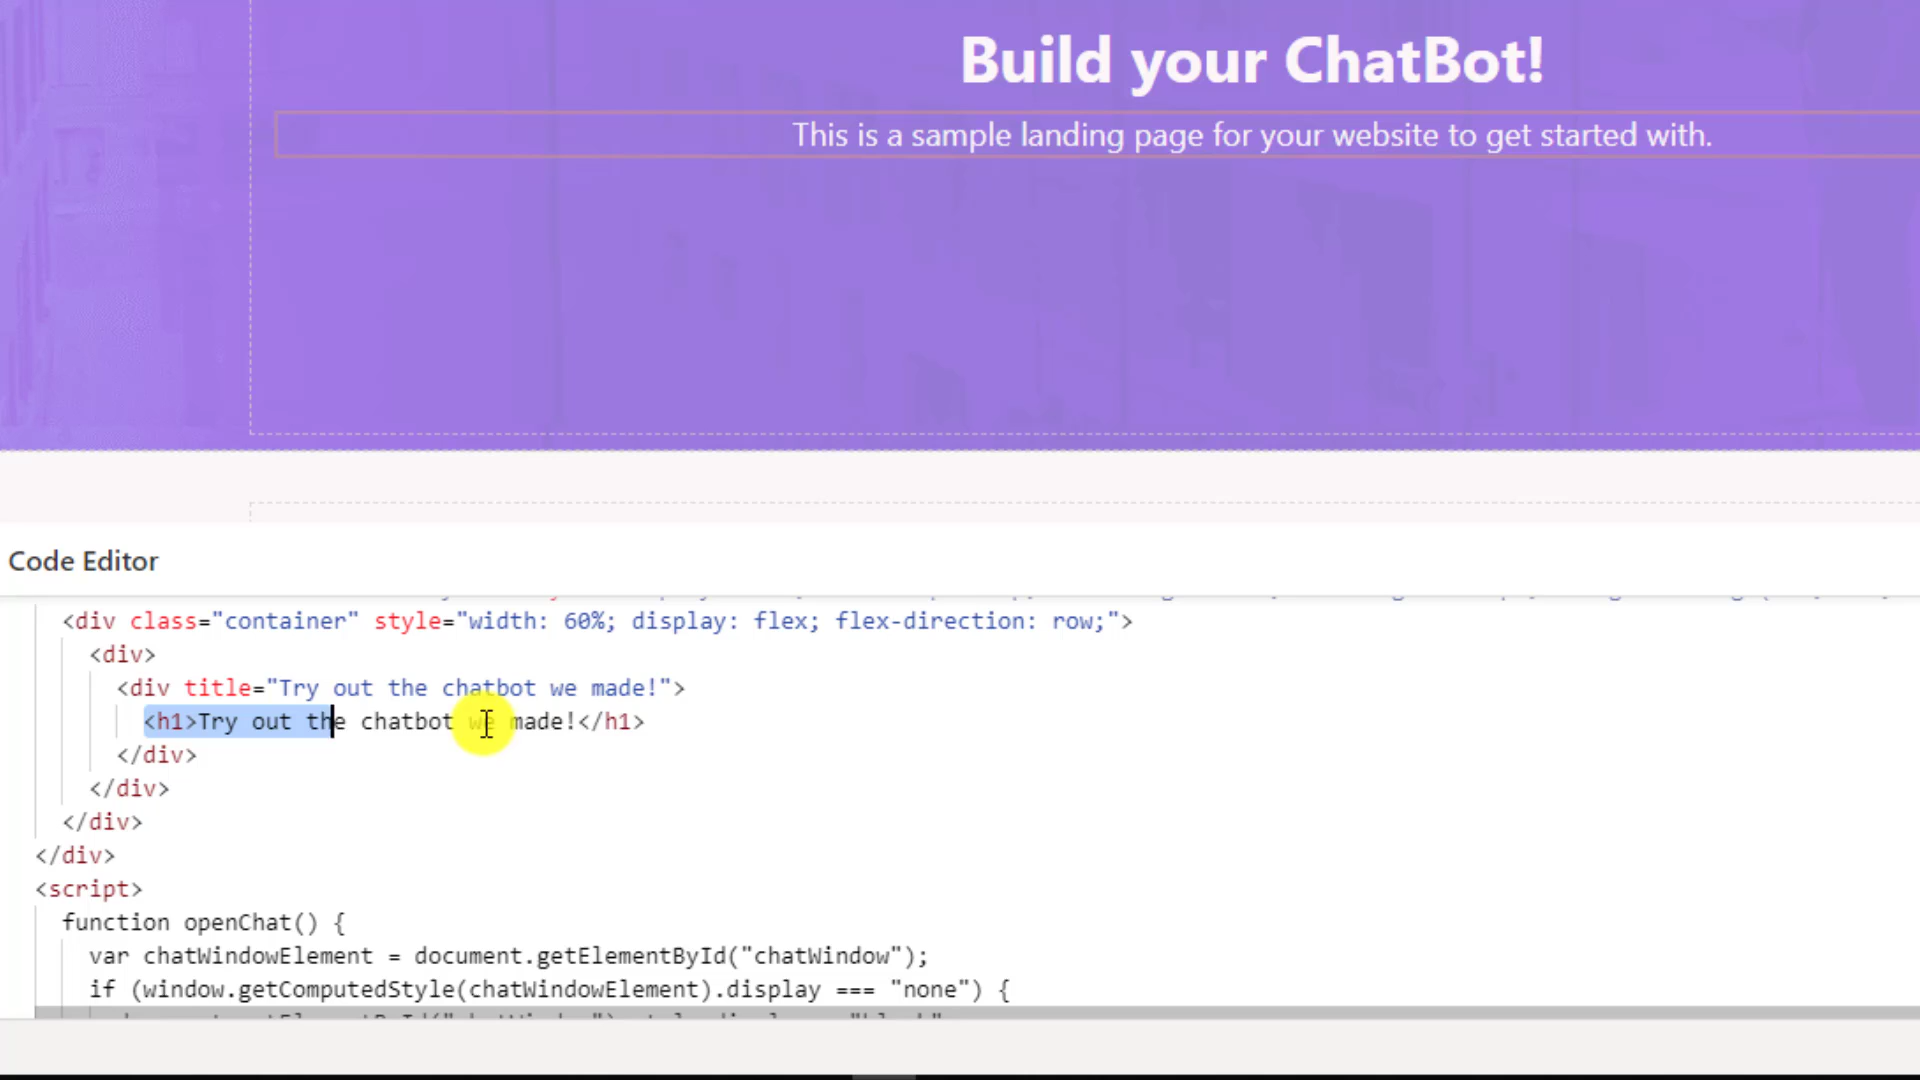 Build your ChatBot!
This is a sample landing page for your website to get started with.
Code Editor
<div class="container" style="width: 60%; display: flex; flex-direction: row;">
<div>
<div title="Try out the chatbot we made!">
<h1>Try out the chatbot we made!</h1>
</div>
</div>
</div>
</div>
<script>
function openChat() {
var chatWindowElement = document.getElementById("chatWindow");
if (window.getComputedStyle(chatWindowElement).display === "none") {